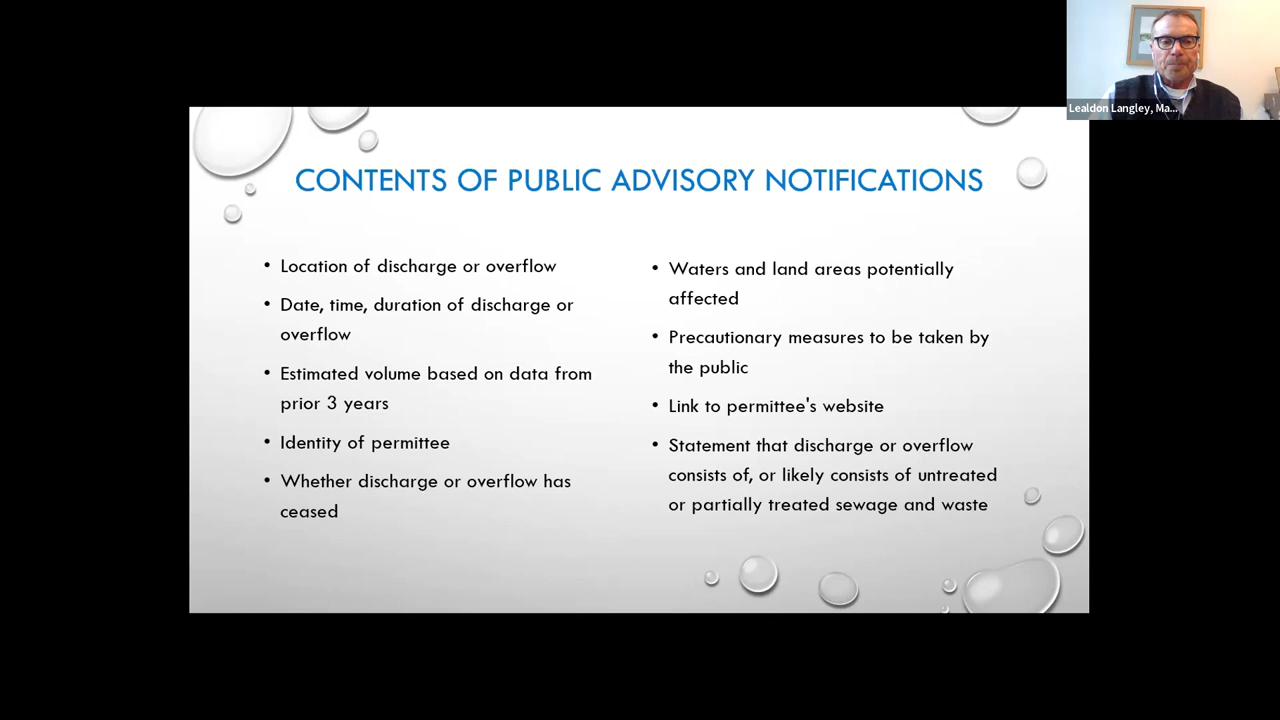 Lealdon Langley, Ma...
CONTENTS OF PUBLIC ADVISORY NOTIFICATIONS
• Location of discharge or overflow
• Date, time, duration of discharge or
overflow
• Estimated volume based on data from
prior 3 years
• Identity of permittee
• Whether discharge or overflow has
ceased
• Waters and land areas potentially
affected
• Precautionary measures to be taken by
the public
• Link to permittee's website
• Statement that discharge or overflow
consists of, or likely consists of untreated
or partially treated sewage and waste